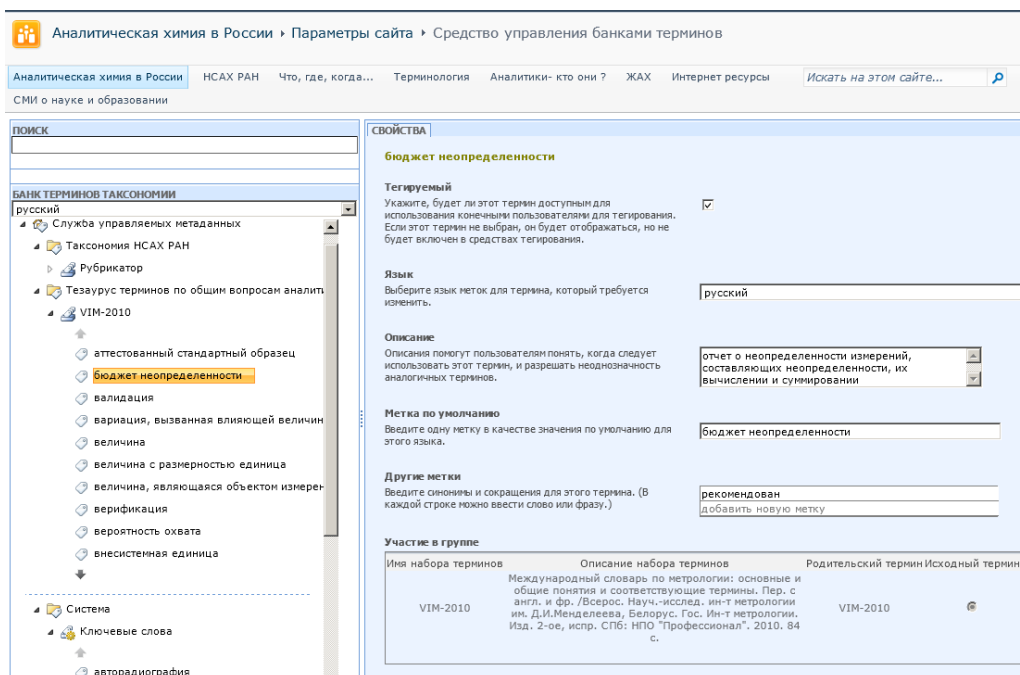 Аналитическая химия в России ▸ Параметры сайта ▸ Средство управления банками терминов
Аналитическая химия в России НСАХ РАН Что, где, когда... Терминология Аналитики- кто они ? ЖАХ Интернет ресурсы Искать на этом сайте...
СМИ о науке и образовании
ПОИСК
БАНК ТЕРМИНОВ ТАКСОНОМИИ
русский
Служба управляемых метаданных
Таксономия НСАХ РАН
Рубрикатор
Тезаурус терминов по общим вопросам аналити
VIM-2010
аттестованный стандартный образец
бюджет неопределенности
валидация
вариация, вызванная влияющей величин
величина
величина с размерностью единица
величина, являющаяся объектом измерен
верификация
вероятность охвата
внесистемная единица
Система
Ключевые слова
авторадиография
СВОЙСТВА
бюджет неопределенности
Тегируемый
Укажите, будет ли этот термин доступным для
использования конечными пользователями для тегирования.
Если этот термин не выбран, он будет отображаться, но не
будет включен в средствах тегирования.
Язык
Выберите язык меток для термина, который требуется
изменить.
русский
Описание
Описания помогут пользователям понять, когда следует
использовать этот термин, и разрешать неоднозначность
аналогичных терминов.
отчет о неопределенности измерений,
составляющих неопределенности, их
вычислении и суммировании
Метка по умолчанию
Введите одну метку в качестве значения по умолчанию для
этого языка.
бюджет неопределенности
Другие метки
Введите синонимы и сокращения для этого термина. (В
каждой строке можно ввести слово или фразу.)
рекомендован
добавить новую метку
Участие в группе
Имя набора терминов Описание набора терминов Родительский термин Исходный термин
VIM-2010
Международный словарь по метрологии: основные и
общие понятия и соответствующие термины. Пер. с
англ. и фр. /Всерос. Науч.-исслед. ин-т метрологии
им. Д.И.Менделеева, Белорус. Гос. Ин-т метрологии.
Изд. 2-ое, испр. СПб: НПО "Профессионал". 2010. 84
с.
VIM-2010